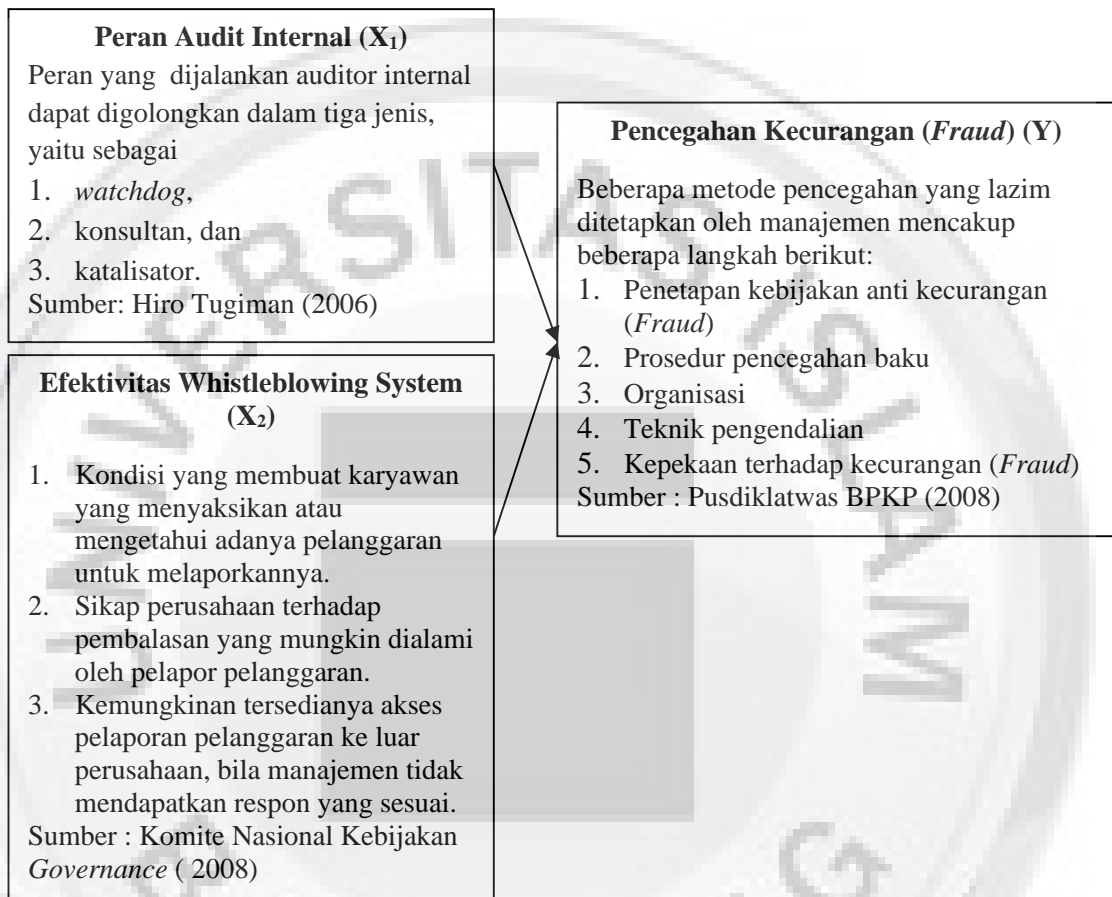 Peran Audit Internal (X₁)
Peran yang dijalankan auditor internal
dapat digolongkan dalam tiga jenis,
yaitu sebagai
1. watchdog,
2. konsultan, dan
3. katalisator.
Sumber: Hiro Tugiman (2006)
Efektivitas Whistleblowing System
(X₂)
1. Kondisi yang membuat karyawan
yang menyaksikan atau
mengetahui adanya pelanggaran
untuk melaporkannya.
2. Sikap perusahaan terhadap
pembalasan yang mungkin dialami
oleh pelapor pelanggaran.
3. Kemungkinan tersedianya akses
pelaporan pelanggaran ke luar
perusahaan, bila manajemen tidak
mendapatkan respon yang sesuai.
Sumber : Komite Nasional Kebijakan
Governance ( 2008)
Pencegahan Kecurangan (Fraud) (Y)
Beberapa metode pencegahan yang lazim
ditetapkan oleh manajemen mencakup
beberapa langkah berikut:
1. Penetapan kebijakan anti kecurangan
(Fraud)
2. Prosedur pencegahan baku
3. Organisasi
4. Teknik pengendalian
5. Kepekaan terhadap kecurangan (Fraud)
Sumber : Pusdiklatwas BPKP (2008)
UNIVERSITAS ISLAM